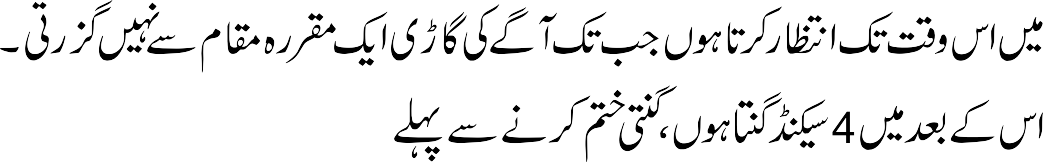 میں اس وقت تک انتظار کرتا ہوں جب تک آگے کی گاڑی ایک مقررہ مقام سے نہیں گزرتی۔
اس کے بعد میں 4 سیکنڈ گنتا ہوں، گنتی ختم کرنے سے پہلے